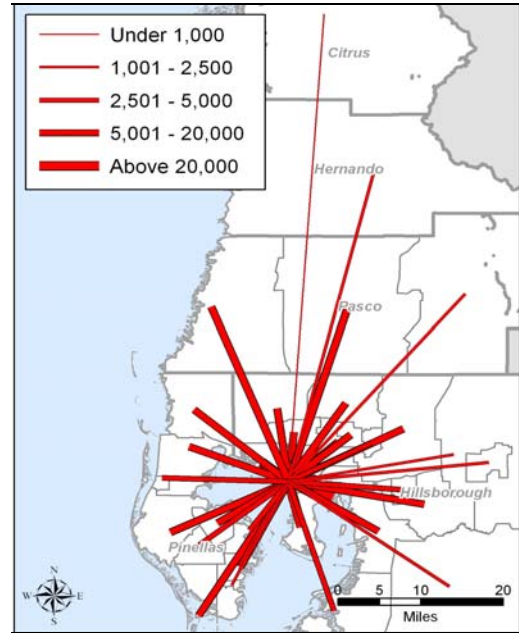 Under 1,000
1,001 - 2,500
2,501 - 5,000
5,001 - 20,000
Above 20,000
Citrus
Hernando
Pasco
Hillsborough
Pinellas
N
W
E
S
0 5 10 20
Miles